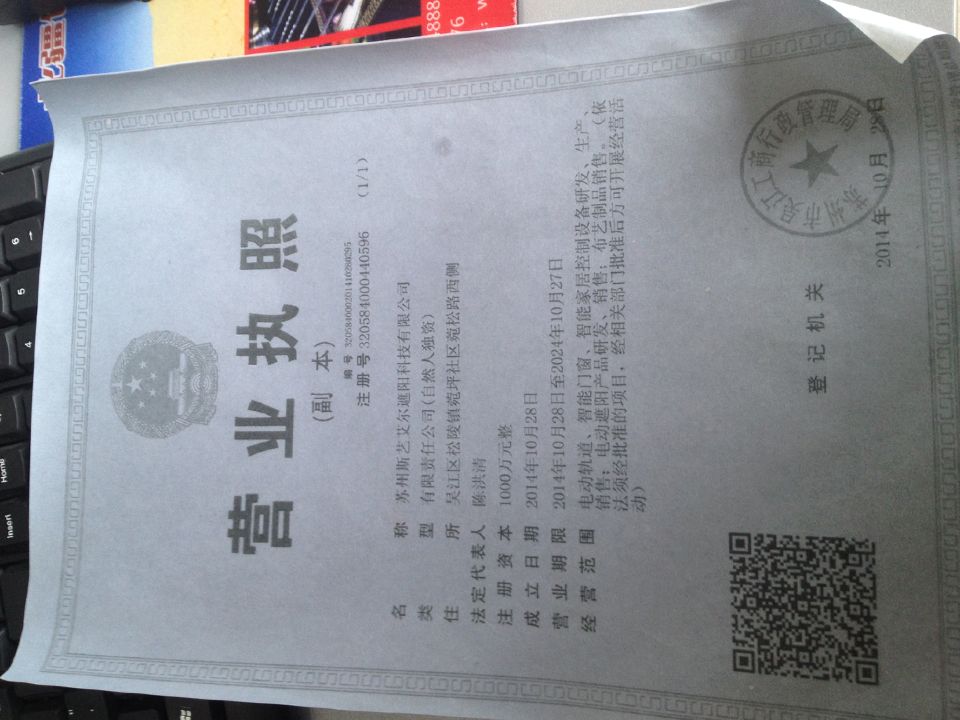 Insert
Home
4
5
6
营业执照
(副 本)
编 号 320584000201410280295
注 册 号 320584000440596 (1/1)
名 称 苏州斯艺艾尔遮阳科技有限公司
类 型 有限责任公司(自然人独资)
住 所 吴江区松陵镇菀坪社区菀松路西侧
法定代表人 陈洪清
注 册 资 本 1000万元整
成 立 日 期 2014年10月28日
营 业 期 限 2014年10月28日至2024年10月27日
经 营 范 围 电动轨道、智能门窗、智能家居控制设备研发、生产、
销售；电动遮阳产品研发、销售；布艺制品销售。（依
法须经批准的项目，经相关部门批准后方可开展经营活
动）
登 记 机 关
苏州市吴江工商行政管理局
2014年 10月 28日
疆
4888
76